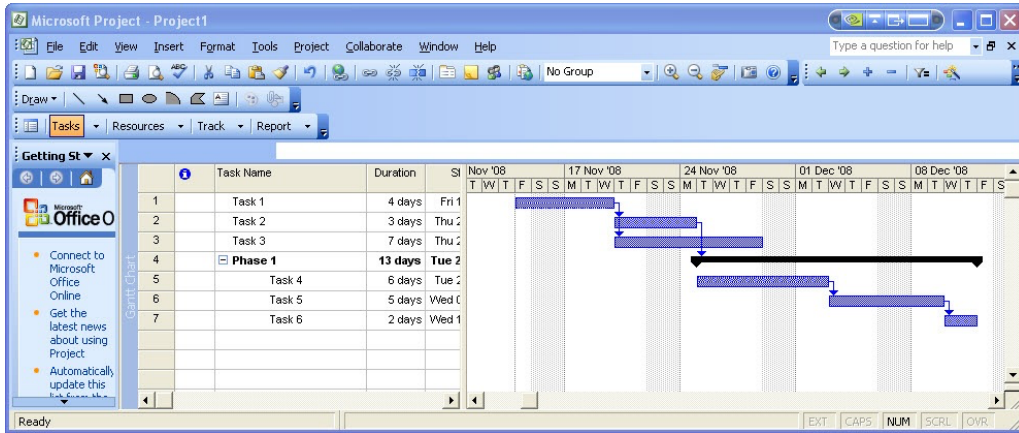 Microsoft Project - Project1
File Edit View Insert Format Tools Project Collaborate Window Help
Type a question for help
No Group
Draw
Tasks Resources Track Report
Getting St
Microsoft
Office O
Connect to
Microsoft
Office
Online
Get the
latest news
about using
Project
Automatically
update this
Gantt Chart
Task Name Duration St Nov '08 17 Nov '08 24 Nov '08 01 Dec '08 08 Dec '08
T W T F S S M T W T F S S M T W T F S S M T W T F S S M T W T F S
1 Task 1 4 days Fri 1
2 Task 2 3 days Thu 2
3 Task 3 7 days Thu 2
4 Phase 1 13 days Tue 2
5 Task 4 6 days Tue 2
6 Task 5 5 days Wed 0
7 Task 6 2 days Wed 1
Ready
EXT CAPS NUM SCRL OVR